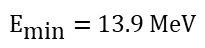 E_min = 13.9 MeV